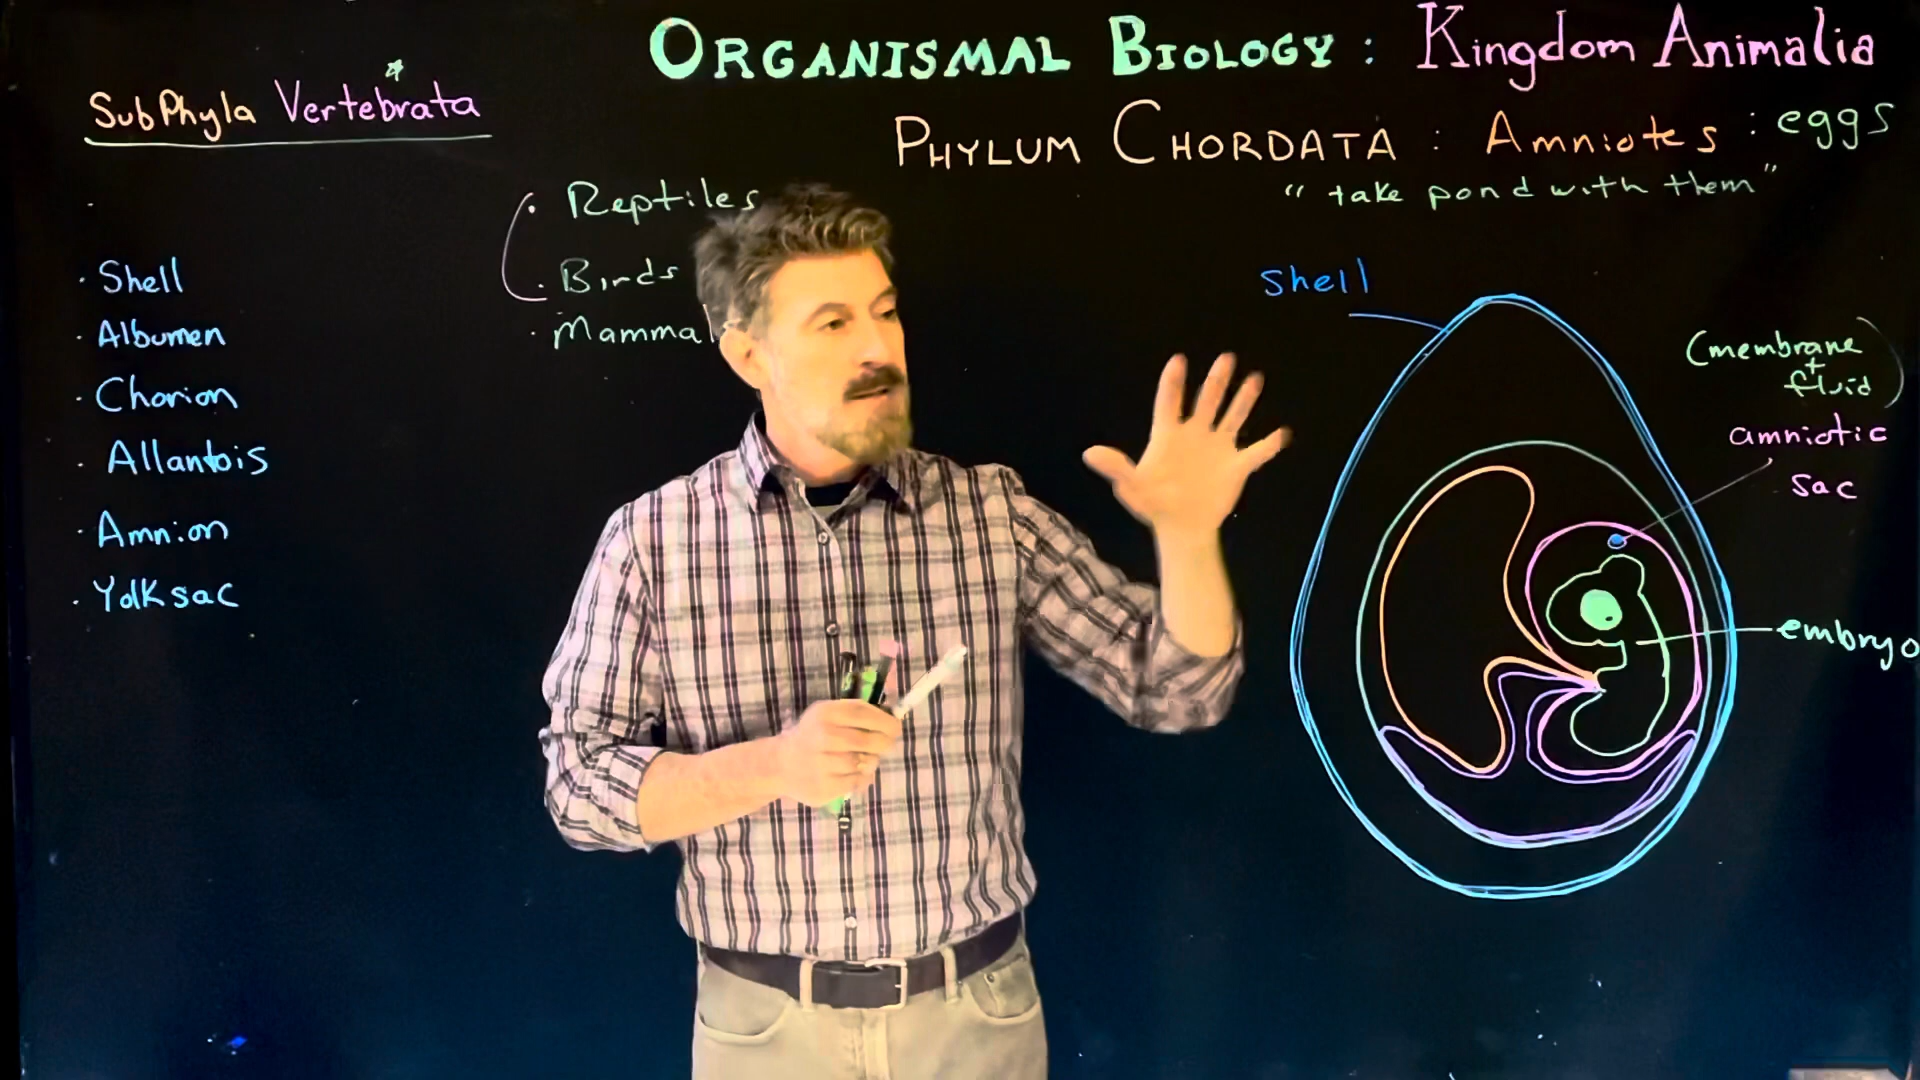 ORGANISMAL BIOLOGY : Kingdom Animalia
SubPhyla Vertebrata
PHYLUM CHORDATA : Amniotes : eggs
"take pond with them"
· Reptiles
· Birds
· Mammal
· Shell
· Albumen
· Chorion
· Allantois
· Amnion
· Yolk sac
Shell
(membrane
+
fluid)
amniotic
sac
embryo